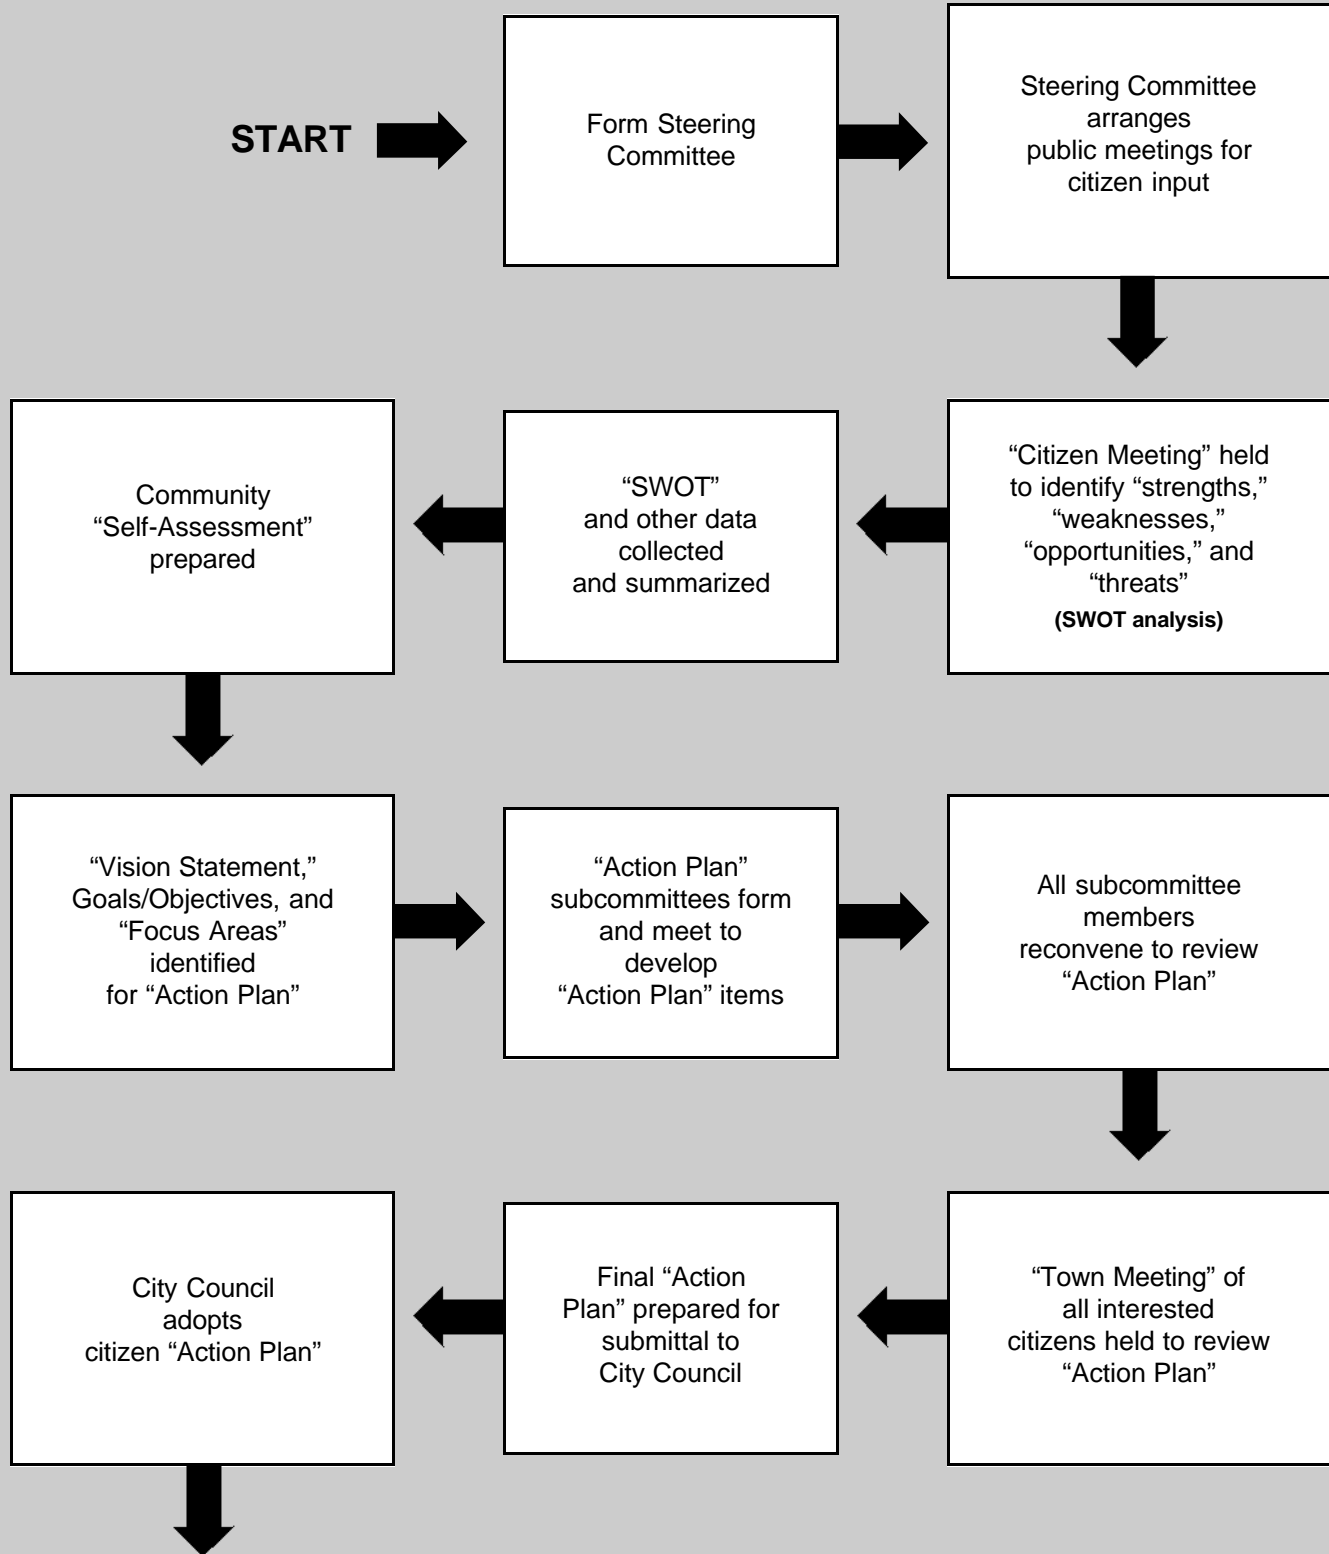 START
Form Steering
Committee
Steering Committee
arranges
public meetings for
citizen input
“Citizen Meeting” held
to identify “strengths,”
“weaknesses,”
“opportunities,” and
“threats”
(SWOT analysis)
“SWOT”
and other data
collected
and summarized
Community
“Self-Assessment”
prepared
“Vision Statement,”
Goals/Objectives, and
“Focus Areas”
identified
for “Action Plan”
“Action Plan”
subcommittees form
and meet to
develop
“Action Plan” items
All subcommittee
members
reconvene to review
“Action Plan”
“Town Meeting” of
all interested
citizens held to review
“Action Plan”
Final “Action
Plan” prepared for
submittal to
City Council
City Council
adopts
citizen “Action Plan”